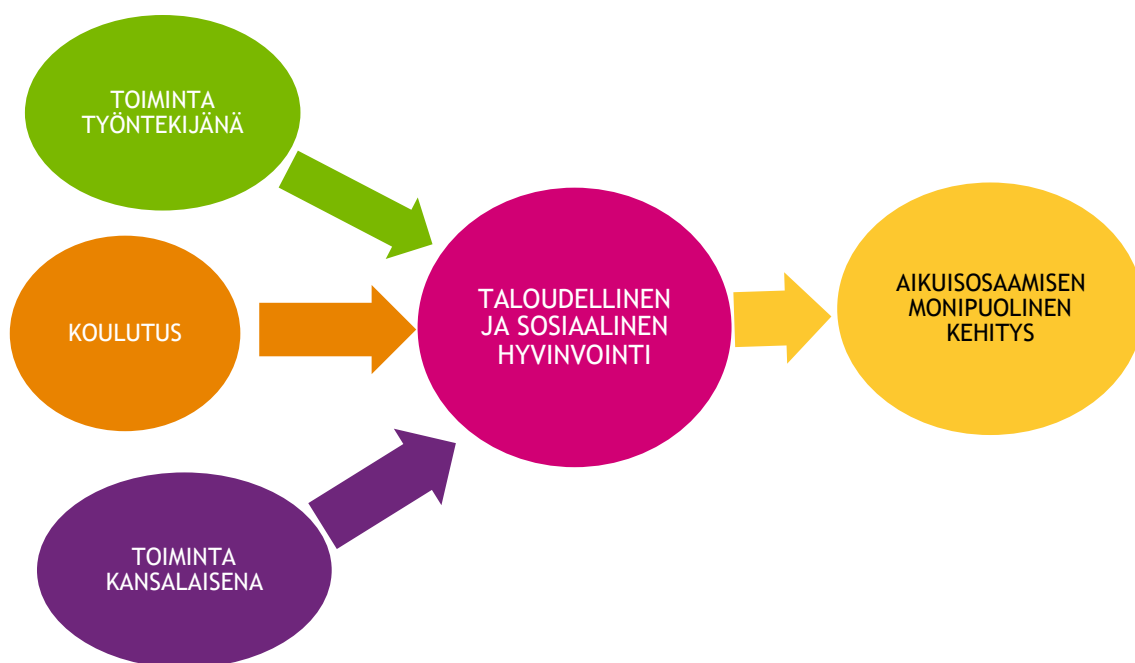 TOIMINTA
TYÖNTEKIJÄNÄ
KOULUTUS
TOIMINTA
KANSALAISENA
TALOUDELLINEN
JA SOSIAALINEN
HYVINVOINTI
AIKUISOSAAMISEN
MONIPUOLINEN
KEHITYS